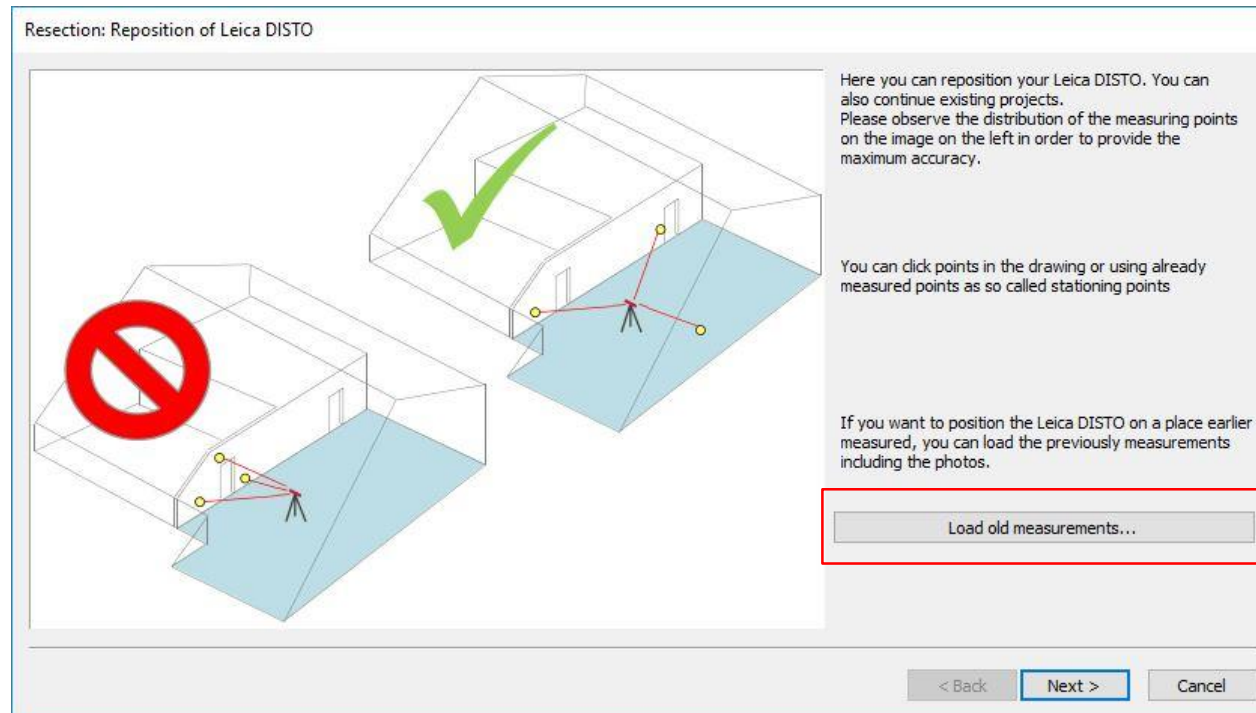 Resection: Reposition of Leica DISTO
Here you can reposition your Leica DISTO. You can
also continue existing projects.
Please observe the distribution of the measuring points
on the image on the left in order to provide the
maximum accuracy.
You can click points in the drawing or using already
measured points as so called stationing points
If you want to position the Leica DISTO on a place earlier
measured, you can load the previously measurements
including the photos.
Load old measurements...
< Back
Next >
Cancel